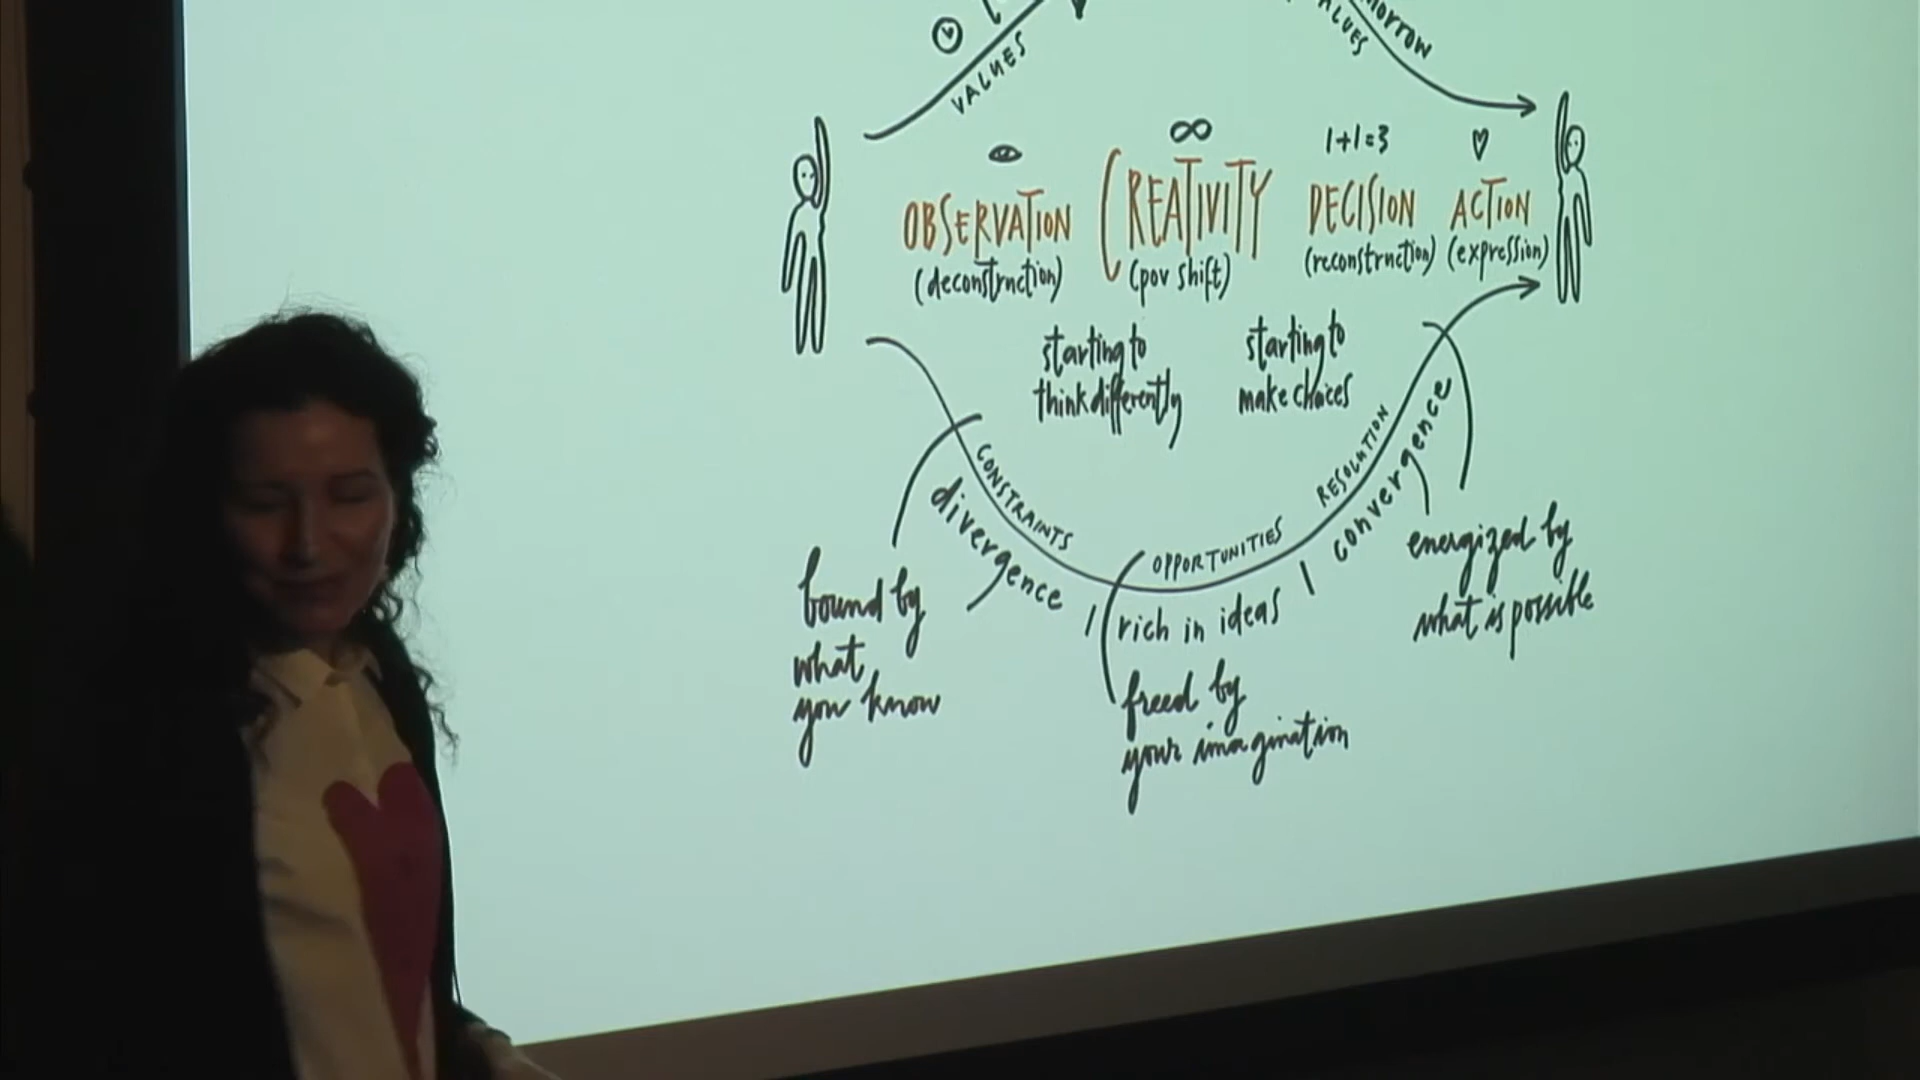 VALUES
VALUES
1+1=3
OBSERVATION
CREATIVITY
DECISION
ACTION
(deconstruction)
(pov shift)
(reconstruction)
(expression)
starting to
think differently
starting to
make choices
CONSTRAINTS
divergence
OPPORTUNITIES
RESOLUTION
convergence
bound by
what
you know
rich in ideas
freed by
your imagination
energized by
what is possible